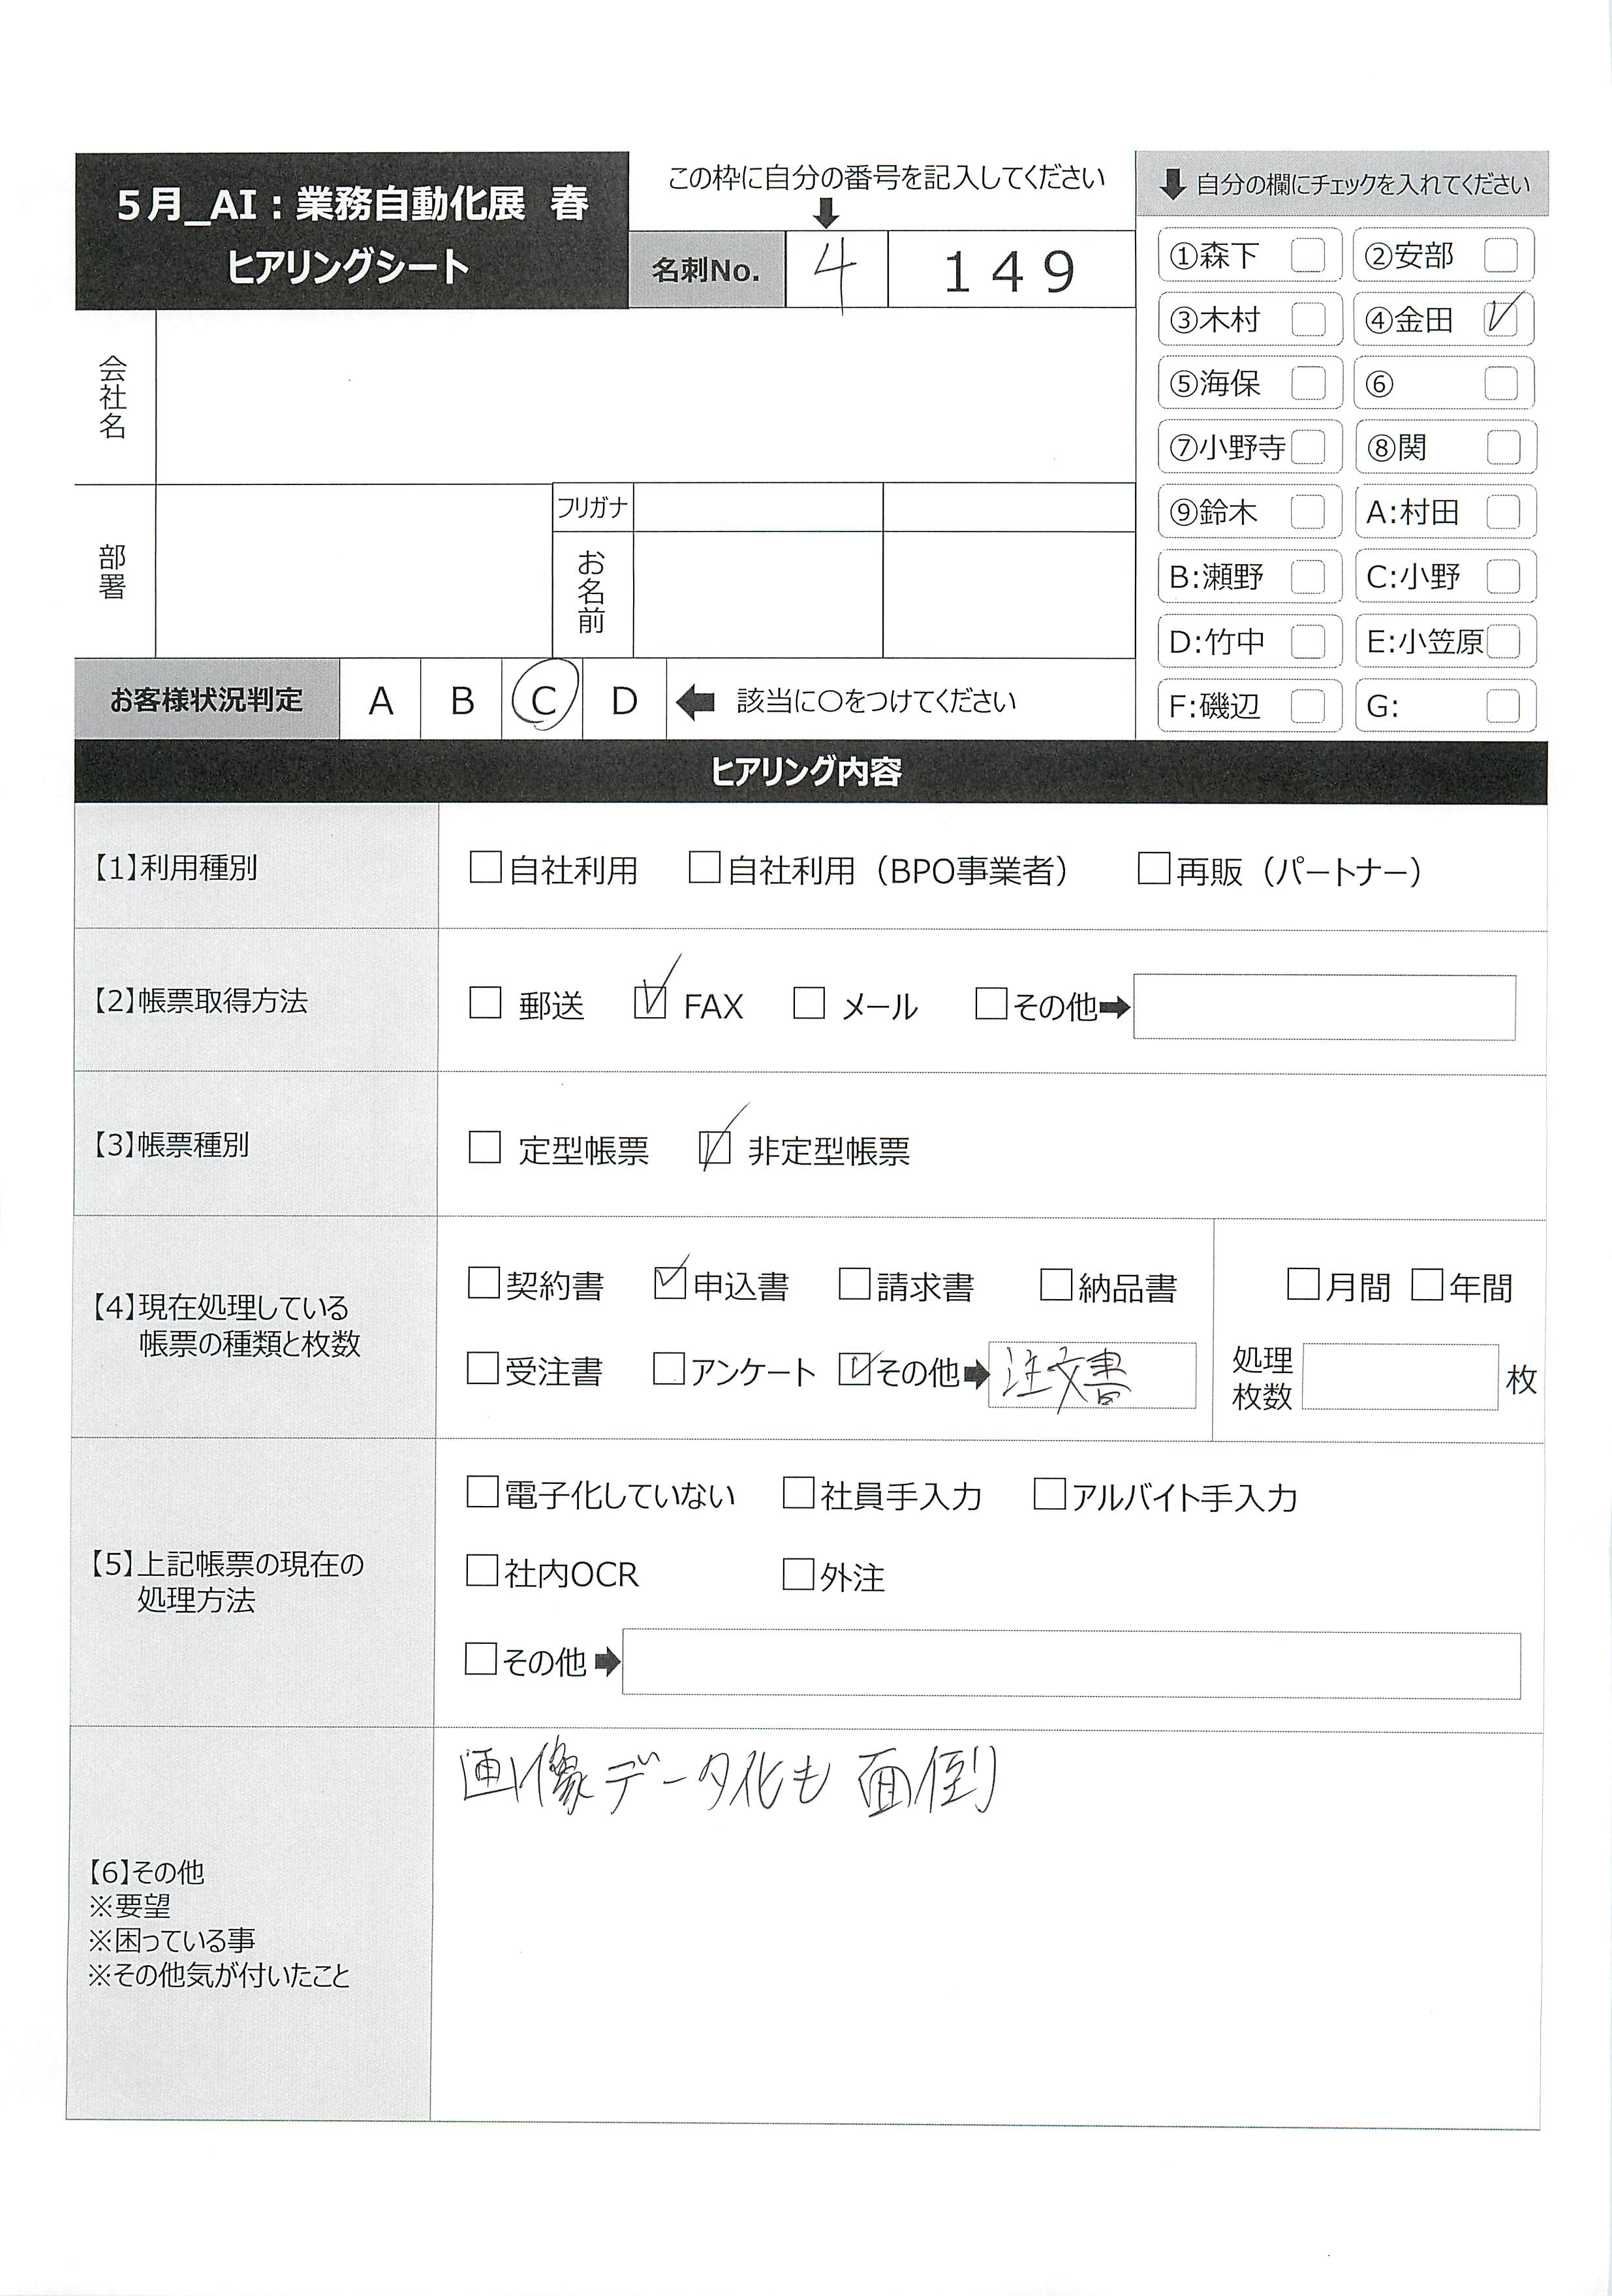 5月_AI：業務自動化展 春
ヒアリングシート
この枠に自分の番号を記入してください
名刺No. 4 149
自分の欄にチェックを入れてください
①森下 ②安部
③木村 ④金田
⑤海保 ⑥
⑦小野寺 ⑧関
⑨鈴木 A:村田
B:瀬野 C:小野
D:竹中 E:小笠原
F:磯辺 G:
会社名
部署
フリガナ
お名前
お客様状況判定 A B C D 該当に〇をつけてください
ヒアリング内容
【1】利用種別
自社利用 自社利用（BPO事業者） 再販（パートナー）
【2】帳票取得方法
郵送 FAX メール その他
【3】帳票種別
定型帳票 非定型帳票
【4】現在処理している
帳票の種類と枚数
契約書 申込書 請求書 納品書
受注書 アンケート その他 注文書
月間 年間
処理
枚数 枚
【5】上記帳票の現在の
処理方法
電子化していない 社員手入力 アルバイト手入力
社内OCR 外注
その他
【6】その他
※要望
※困っている事
※その他気が付いたこと
画像データ化も面倒